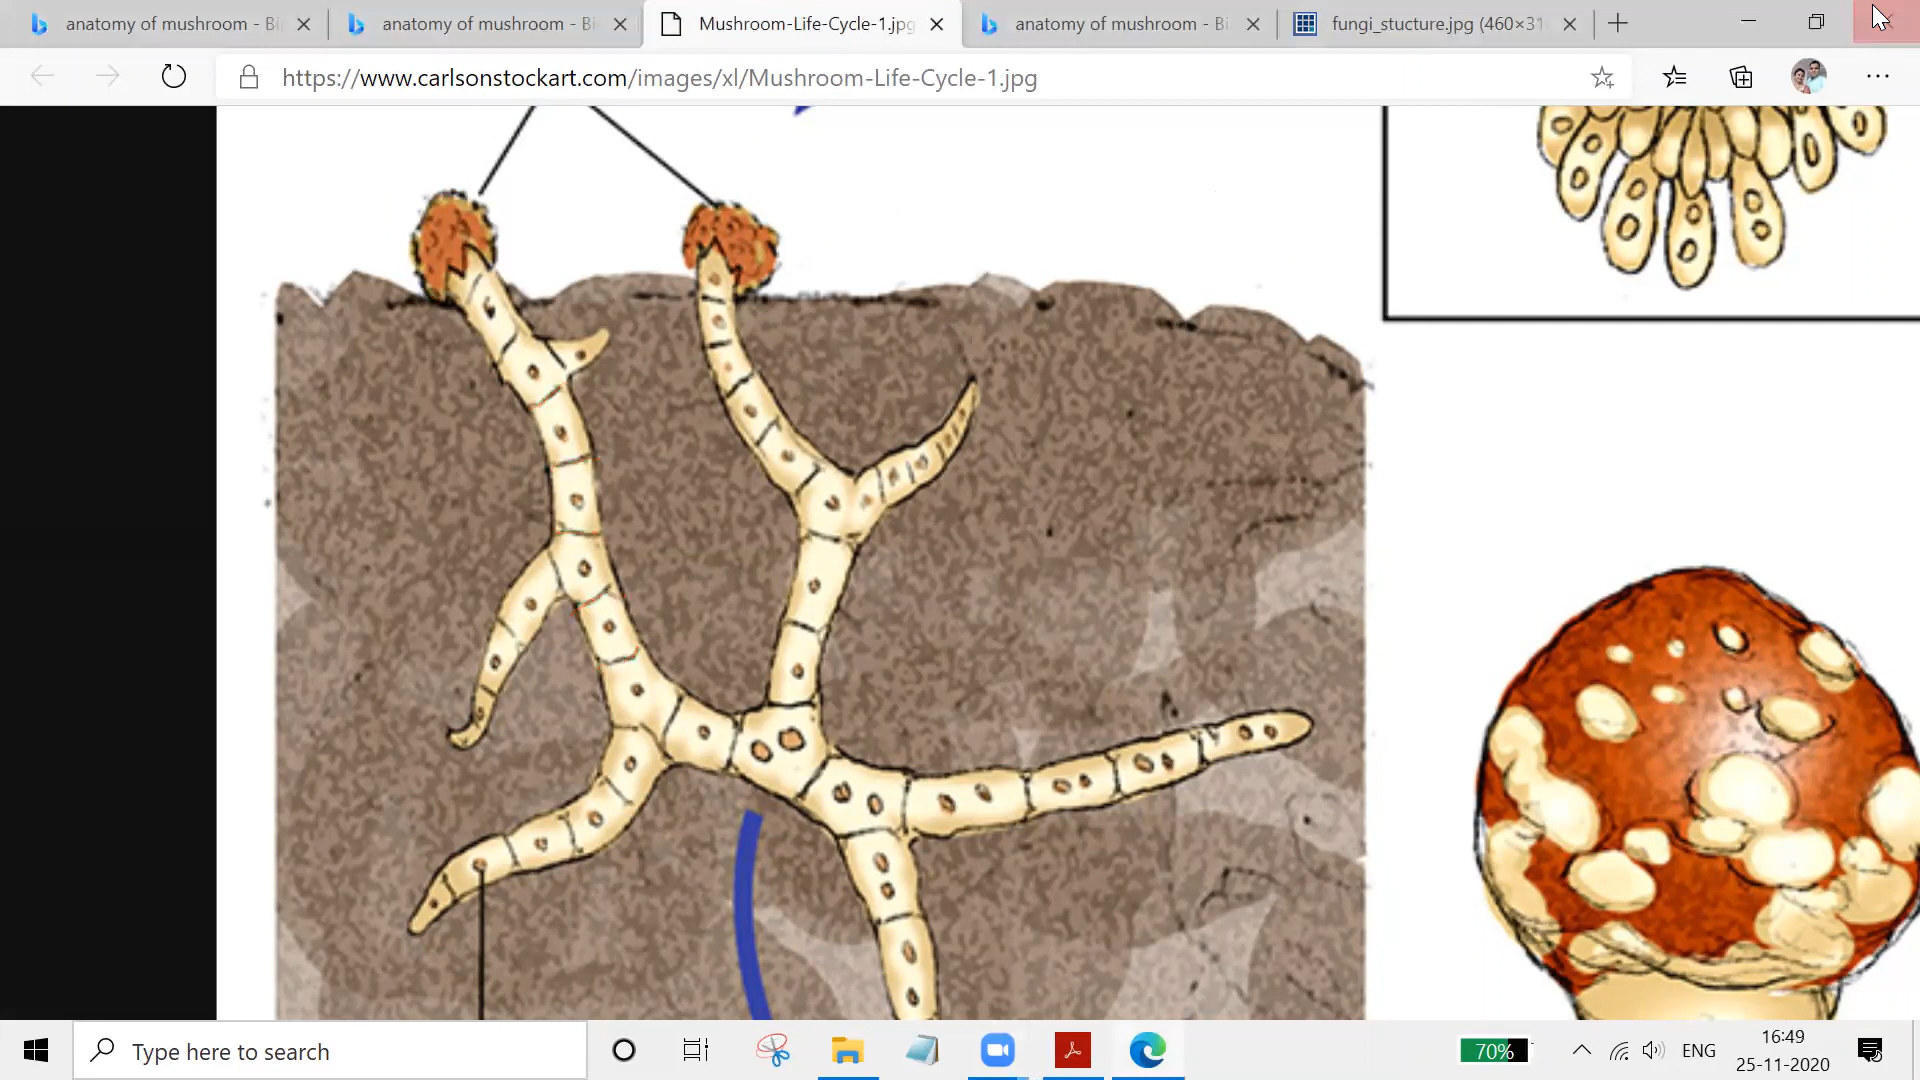 anatomy of mushroom - Bi
anatomy of mushroom - Bi
Mushroom-Life-Cycle-1.jpg
anatomy of mushroom - Bi
fungi_stucture.jpg (460×31
https://www.carlsonstockart.com/images/xl/Mushroom-Life-Cycle-1.jpg
Type here to search
70%
ENG
16:49
25-11-2020